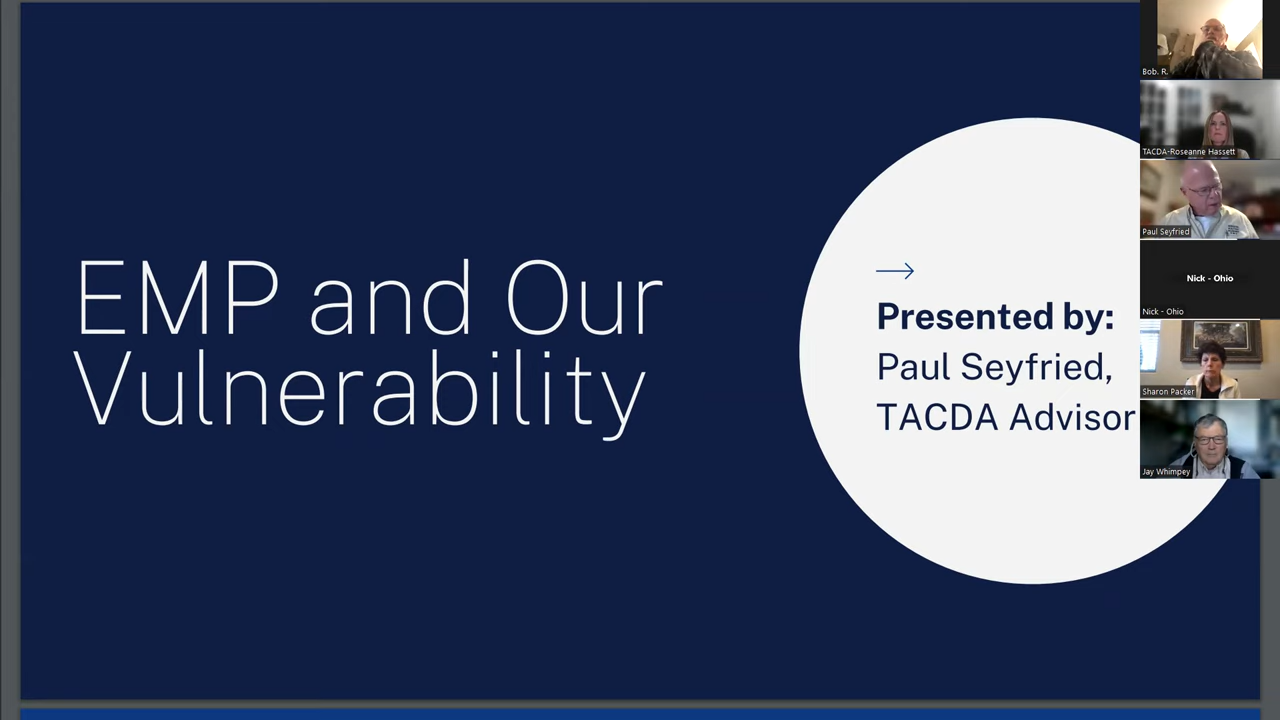 EMP and Our
Vulnerability
Presented by:
Paul Seyfried,
TACDA Advisor
Bob. R.
TACDA-Roseanne Hassett
Paul Seyfried
Nick - Ohio
Nick - Ohio
Sharon Packer
Jay Whimpey